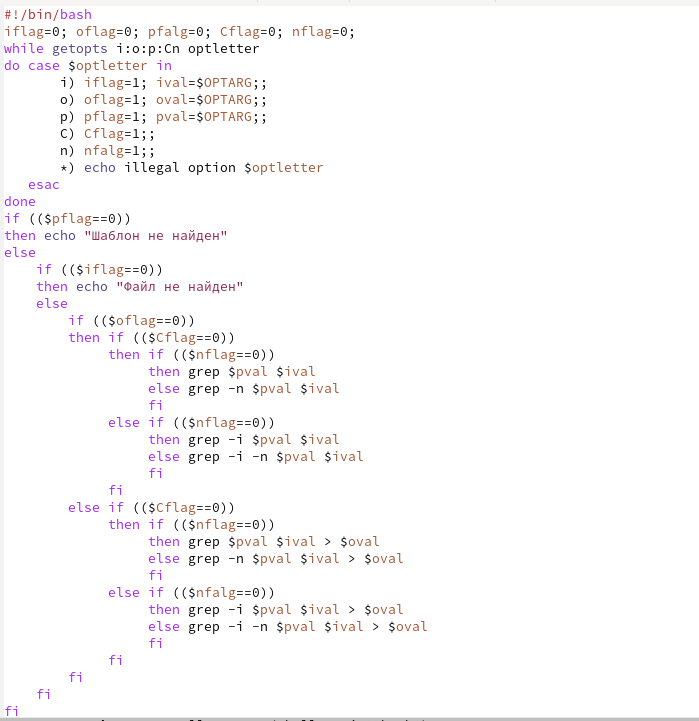 #!/bin/bash
iflag=0; oflag=0; pfalg=0; Cflag=0; nflag=0;
while getopts i:o:p:Cn optletter
do case $optletter in
       i) iflag=1; ival=$OPTARG;;
       o) oflag=1; oval=$OPTARG;;
       p) pflag=1; pval=$OPTARG;;
       C) Cflag=1;;
       n) nfalg=1;;
       *) echo illegal option $optletter
   esac
done
if (($pflag==0))
then echo "Шаблон не найден"
else
    if (($iflag==0))
    then echo "Файл не найден"
    else
        if (($oflag==0))
        then if (($Cflag==0))
             then if (($nflag==0))
                  then grep $pval $ival
                  else grep -n $pval $ival
                  fi
             else if (($nflag==0))
                  then grep -i $pval $ival
                  else grep -i -n $pval $ival
                  fi
             fi
        else if (($Cflag==0))
             then if (($nflag==0))
                  then grep $pval $ival > $oval
                  else grep -n $pval $ival > $oval
                  fi
             else if (($nfalg==0))
                  then grep -i $pval $ival > $oval
                  else grep -i -n $pval $ival > $oval
                  fi
             fi
        fi
    fi
fi